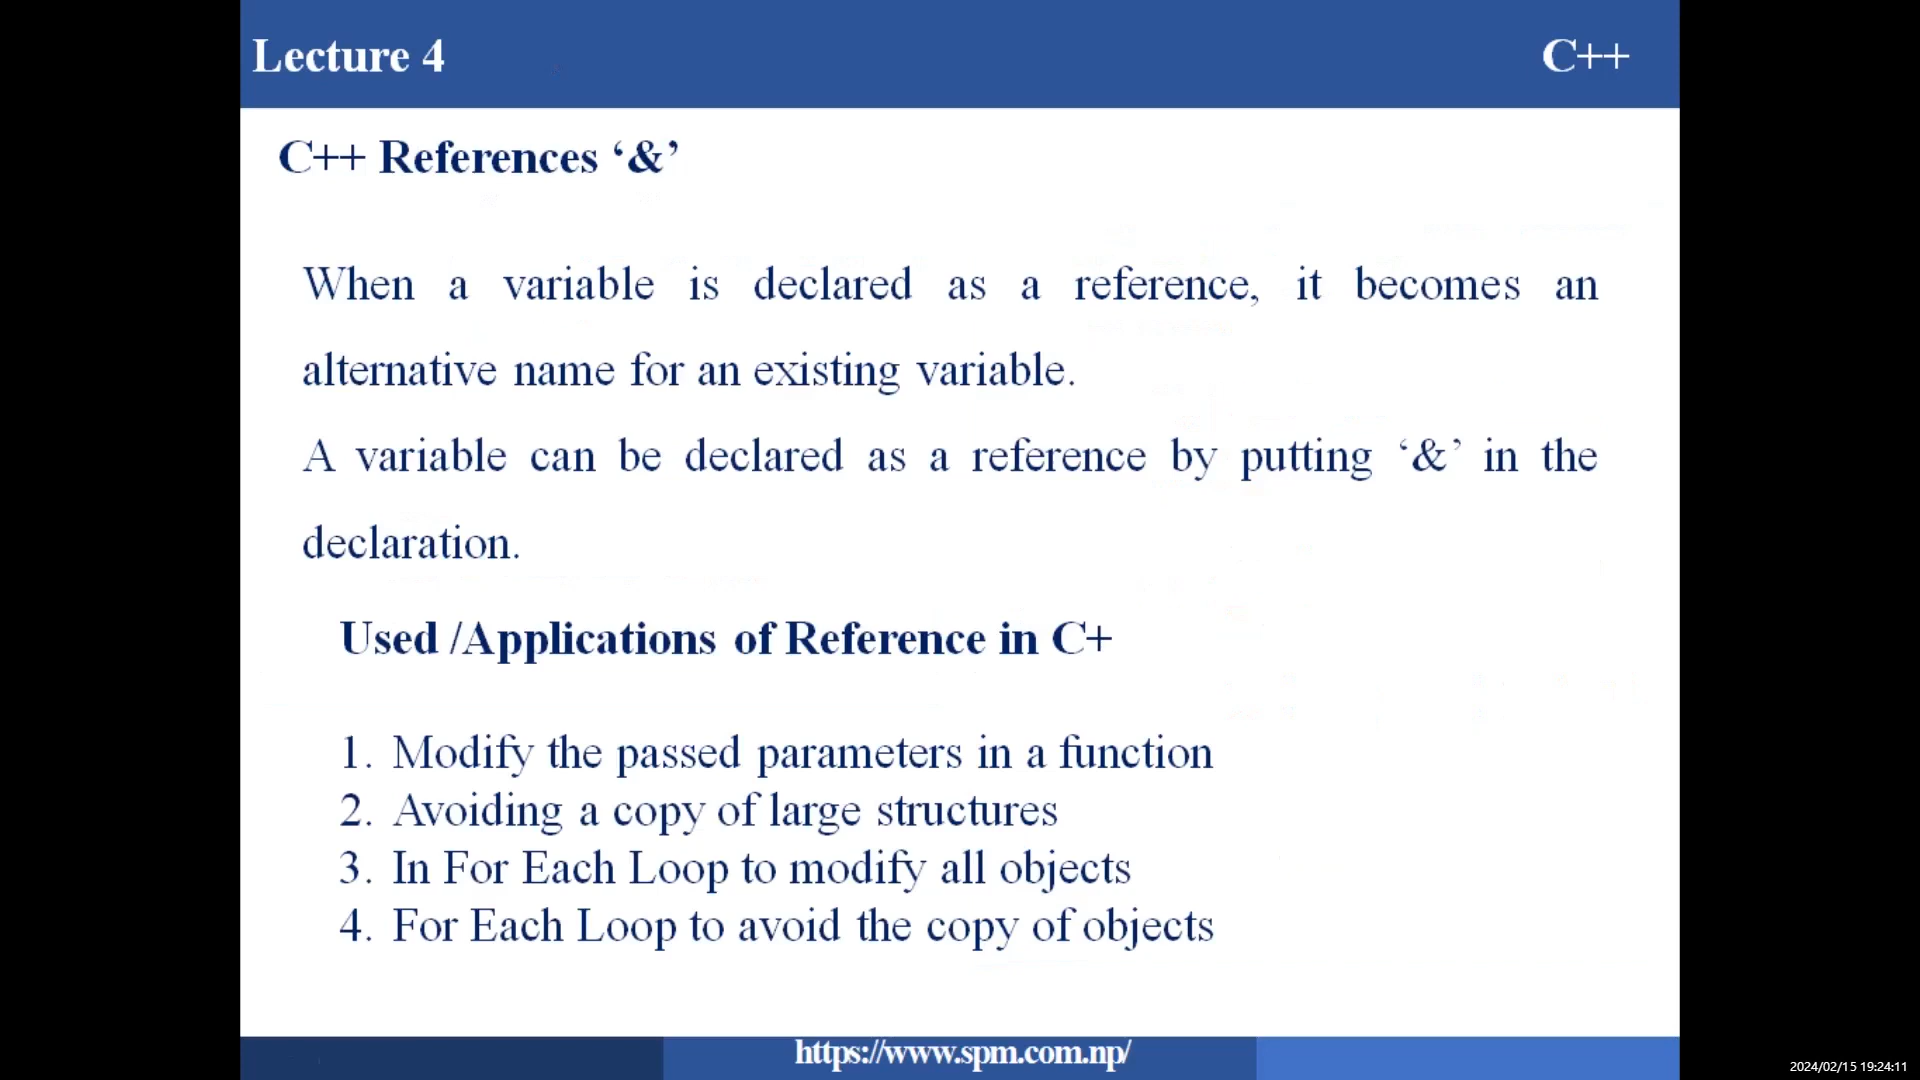 Lecture 4
C++
C++ References ‘&’
When a variable is declared as a reference, it becomes an
alternative name for an existing variable.
A variable can be declared as a reference by putting ‘&’ in the
declaration.
Used /Applications of Reference in C+
1. Modify the passed parameters in a function
2. Avoiding a copy of large structures
3. In For Each Loop to modify all objects
4. For Each Loop to avoid the copy of objects
https://www.spm.com.np/
2024/02/15 19:24:11